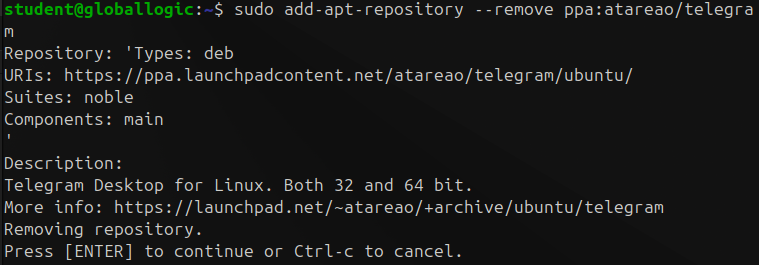 student@globallogic:~$ sudo add-apt-repository --remove ppa:atareao/telegra
m
Repository: 'Types: deb
URIs: https://ppa.launchpadcontent.net/atareao/telegram/ubuntu/
Suites: noble
Components: main
'
Description:
Telegram Desktop for Linux. Both 32 and 64 bit.
More info: https://launchpad.net/~atareao/+archive/ubuntu/telegram
Removing repository.
Press [ENTER] to continue or Ctrl-c to cancel.